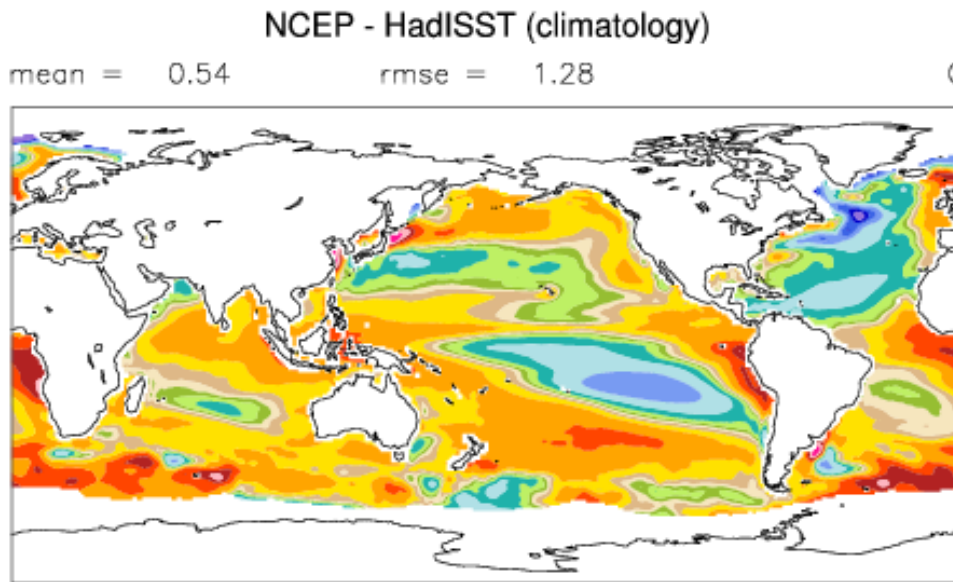 NCEP - HadISST (climatology)
mean = 0.54 rmse = 1.28